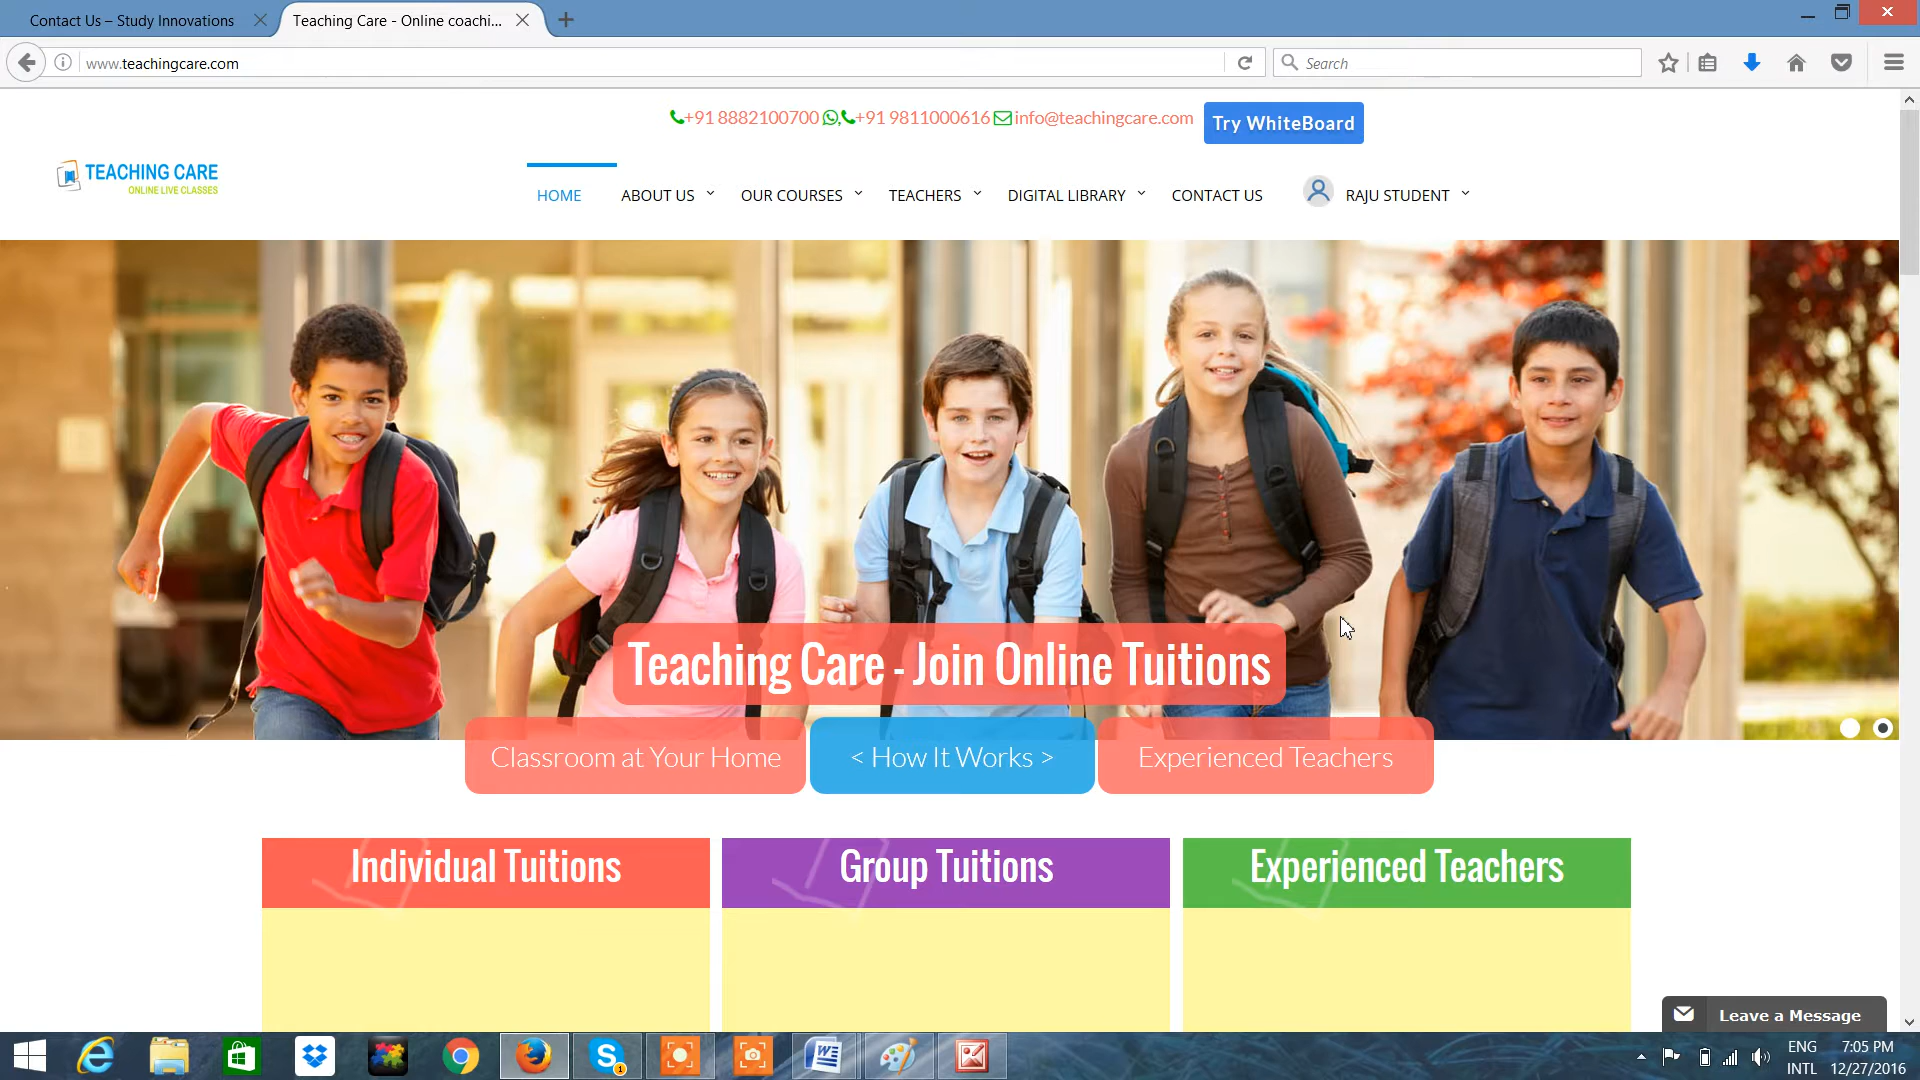 Contact Us – Study Innovations
Teaching Care - Online coachi...
www.teachingcare.com
Search
+91 8882100700 , +91 9811000616 info@teachingcare.com
Try WhiteBoard
TEACHING CARE
ONLINE LIVE CLASSES
HOME ABOUT US OUR COURSES TEACHERS DIGITAL LIBRARY CONTACT US RAJU STUDENT
Teaching Care - Join Online Tuitions
Classroom at Your Home
< How It Works >
Experienced Teachers
Individual Tuitions
Group Tuitions
Experienced Teachers
Leave a Message
ENG 7:05 PM
INTL 12/27/2016